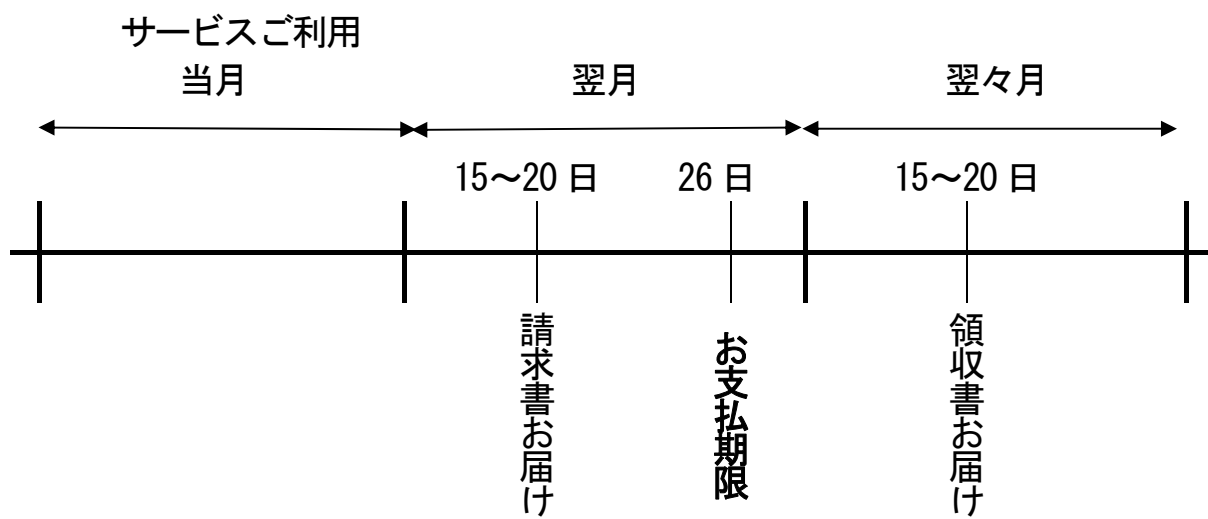 サービスご利用
当月
翌月
翌々月
15～20 日
26 日
15～20 日
請求書お届け
お支払期限
領収書お届け